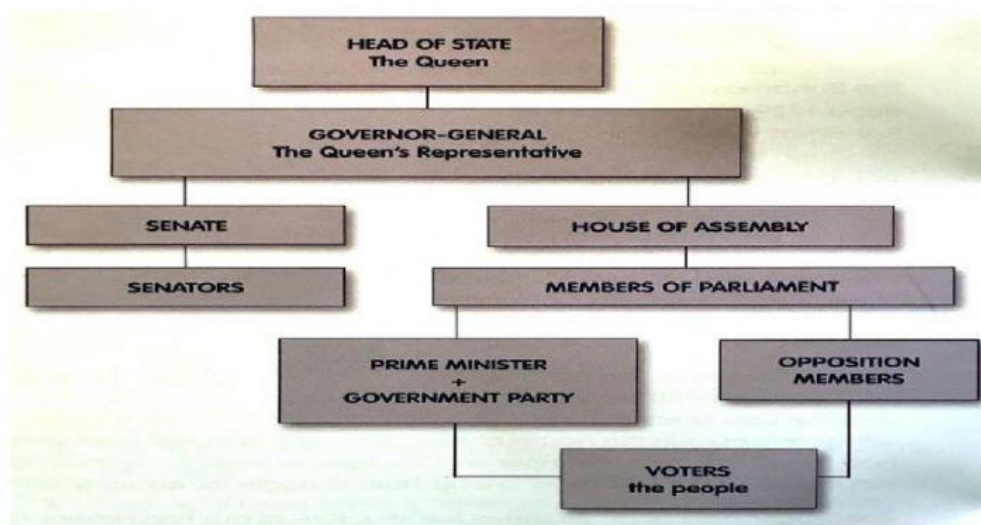 HEAD OF STATE
The Queen
GOVERNOR-GENERAL
The Queen's Representative
SENATE
HOUSE OF ASSEMBLY
SENATORS
MEMBERS OF PARLIAMENT
PRIME MINISTER
+
GOVERNMENT PARTY
OPPOSITION
MEMBERS
VOTERS
the people